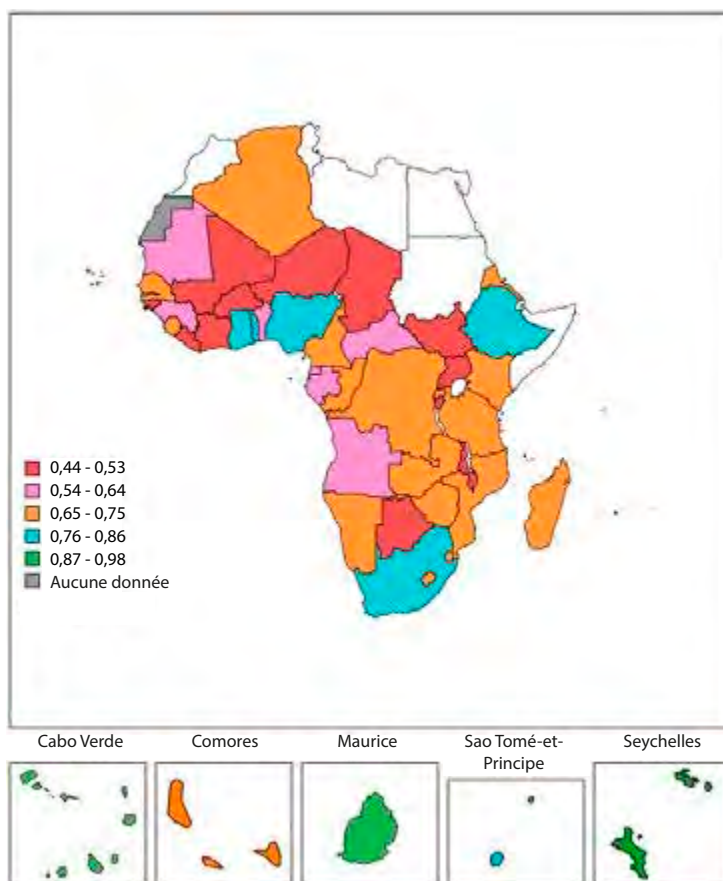 0,44 - 0,53
0,54 - 0,64
0,65 - 0,75
0,76 - 0,86
0,87 - 0,98
Aucune donnée
Cabo Verde
Comores
Maurice
Sao Tomé-et-
Principe
Seychelles